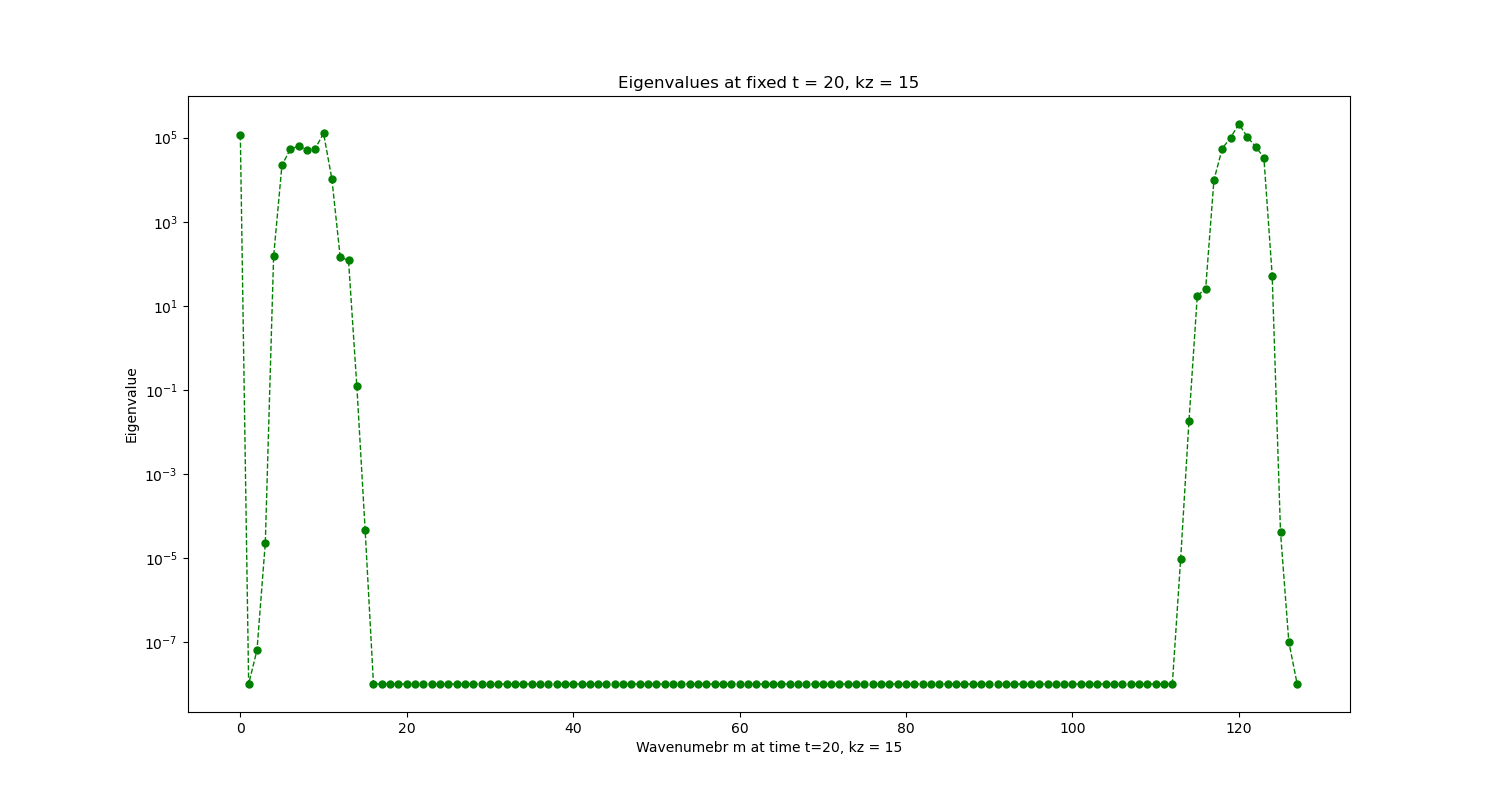 Eigenvalues at fixed t = 20, kz = 15
10^5
10^3
10^1
10^-1
10^-3
10^-5
10^-7
Eigenvalue
0 20 40 60 80 100 120
Wavenumebr m at time t=20, kz = 15